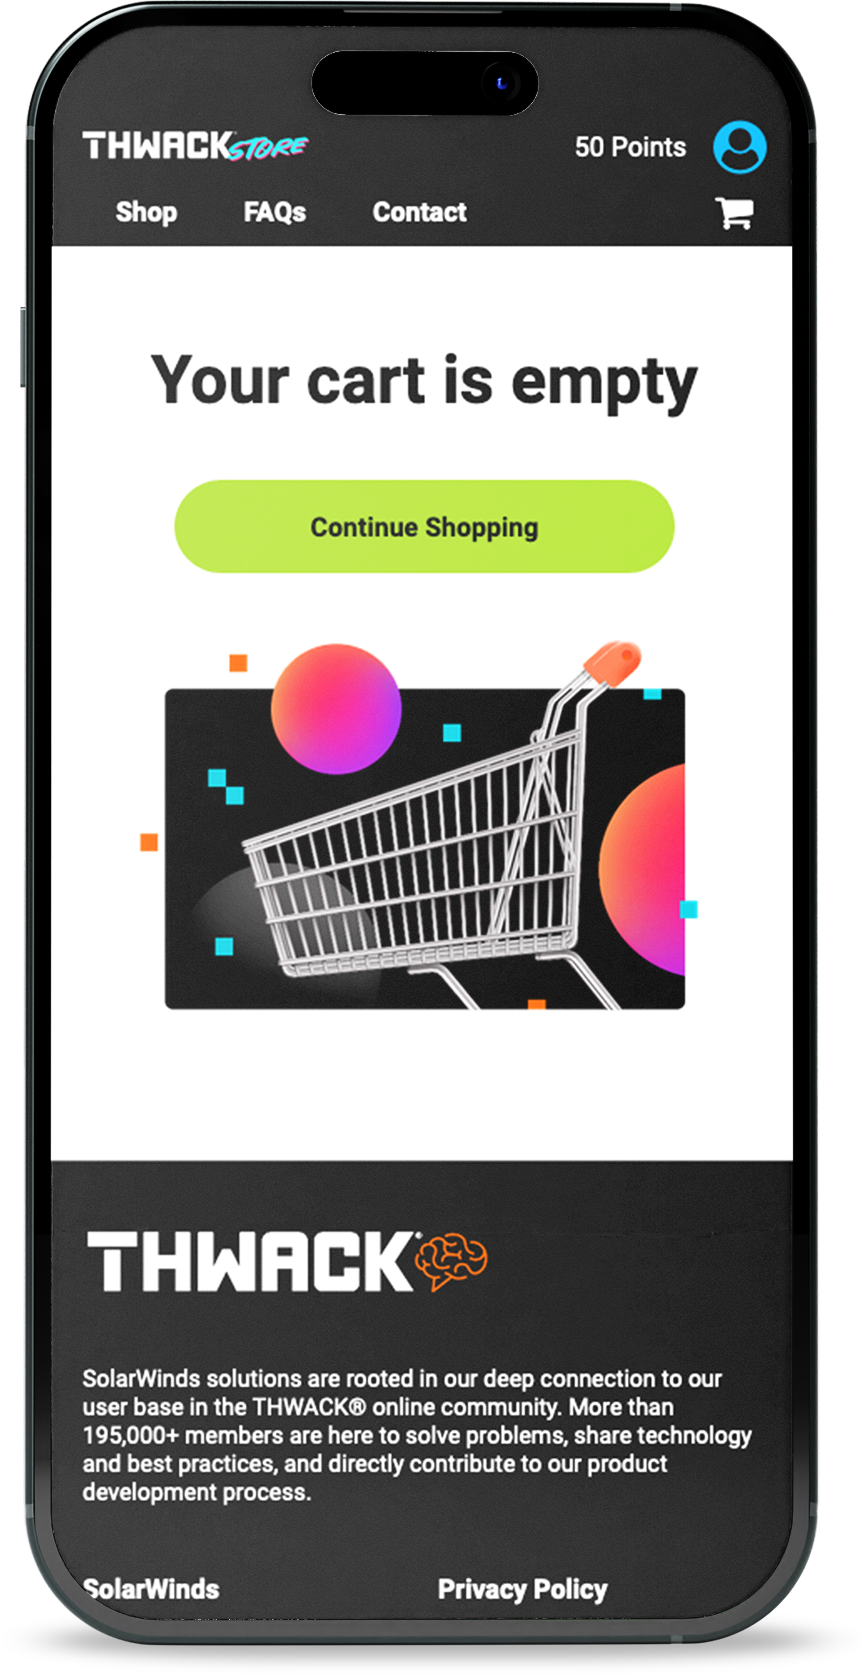 THWACK STORE
50 Points
Shop
FAQs
Contact
Your cart is empty
Continue Shopping
THWACK
SolarWinds solutions are rooted in our deep connection to our
user base in the THWACK® online community. More than
195,000+ members are here to solve problems, share technology
and best practices, and directly contribute to our product
development process.
SolarWinds
Privacy Policy